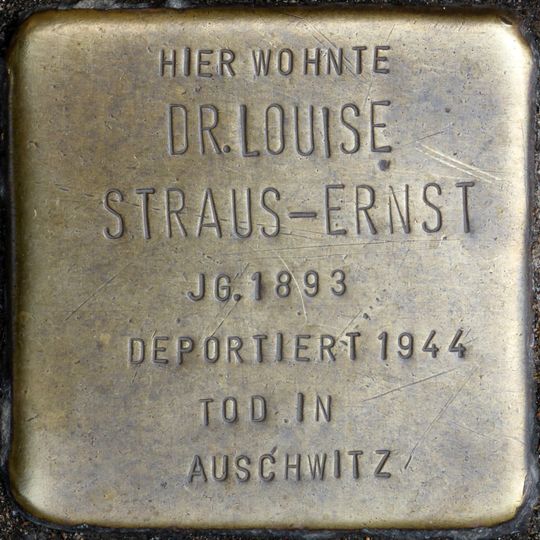 HIER WOHNTE
DR. LOUISE
STRAUS-ERNST
JG. 1893
DEPORTIERT 1944
TOD IN
AUSCHWITZ